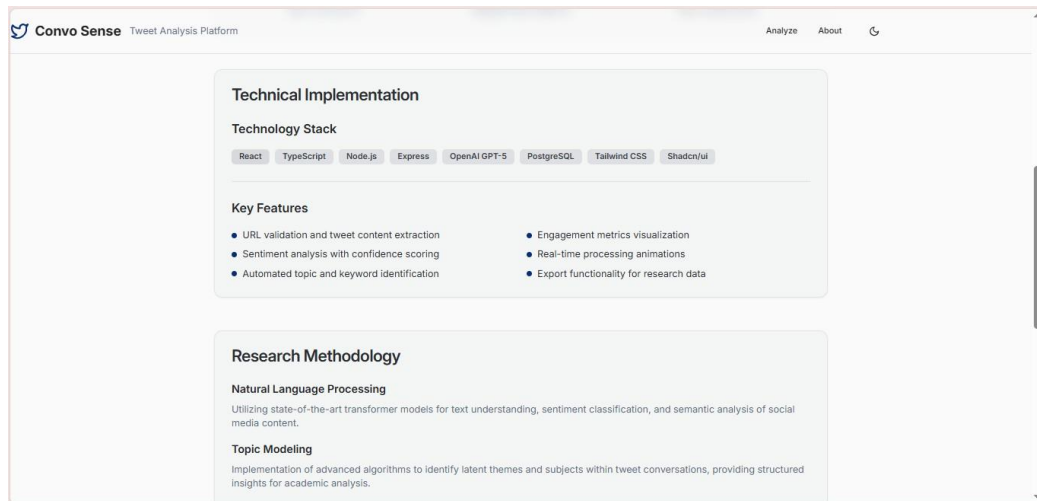 Convo Sense Tweet Analysis Platform
Analyze About
Technical Implementation
Technology Stack
React TypeScript Node.js Express OpenAI GPT-5 PostgreSQL Tailwind CSS Shadcn/ui
Key Features
URL validation and tweet content extraction
Sentiment analysis with confidence scoring
Automated topic and keyword identification
Engagement metrics visualization
Real-time processing animations
Export functionality for research data
Research Methodology
Natural Language Processing
Utilizing state-of-the-art transformer models for text understanding, sentiment classification, and semantic analysis of social
media content.
Topic Modeling
Implementation of advanced algorithms to identify latent themes and subjects within tweet conversations, providing structured
insights for academic analysis.